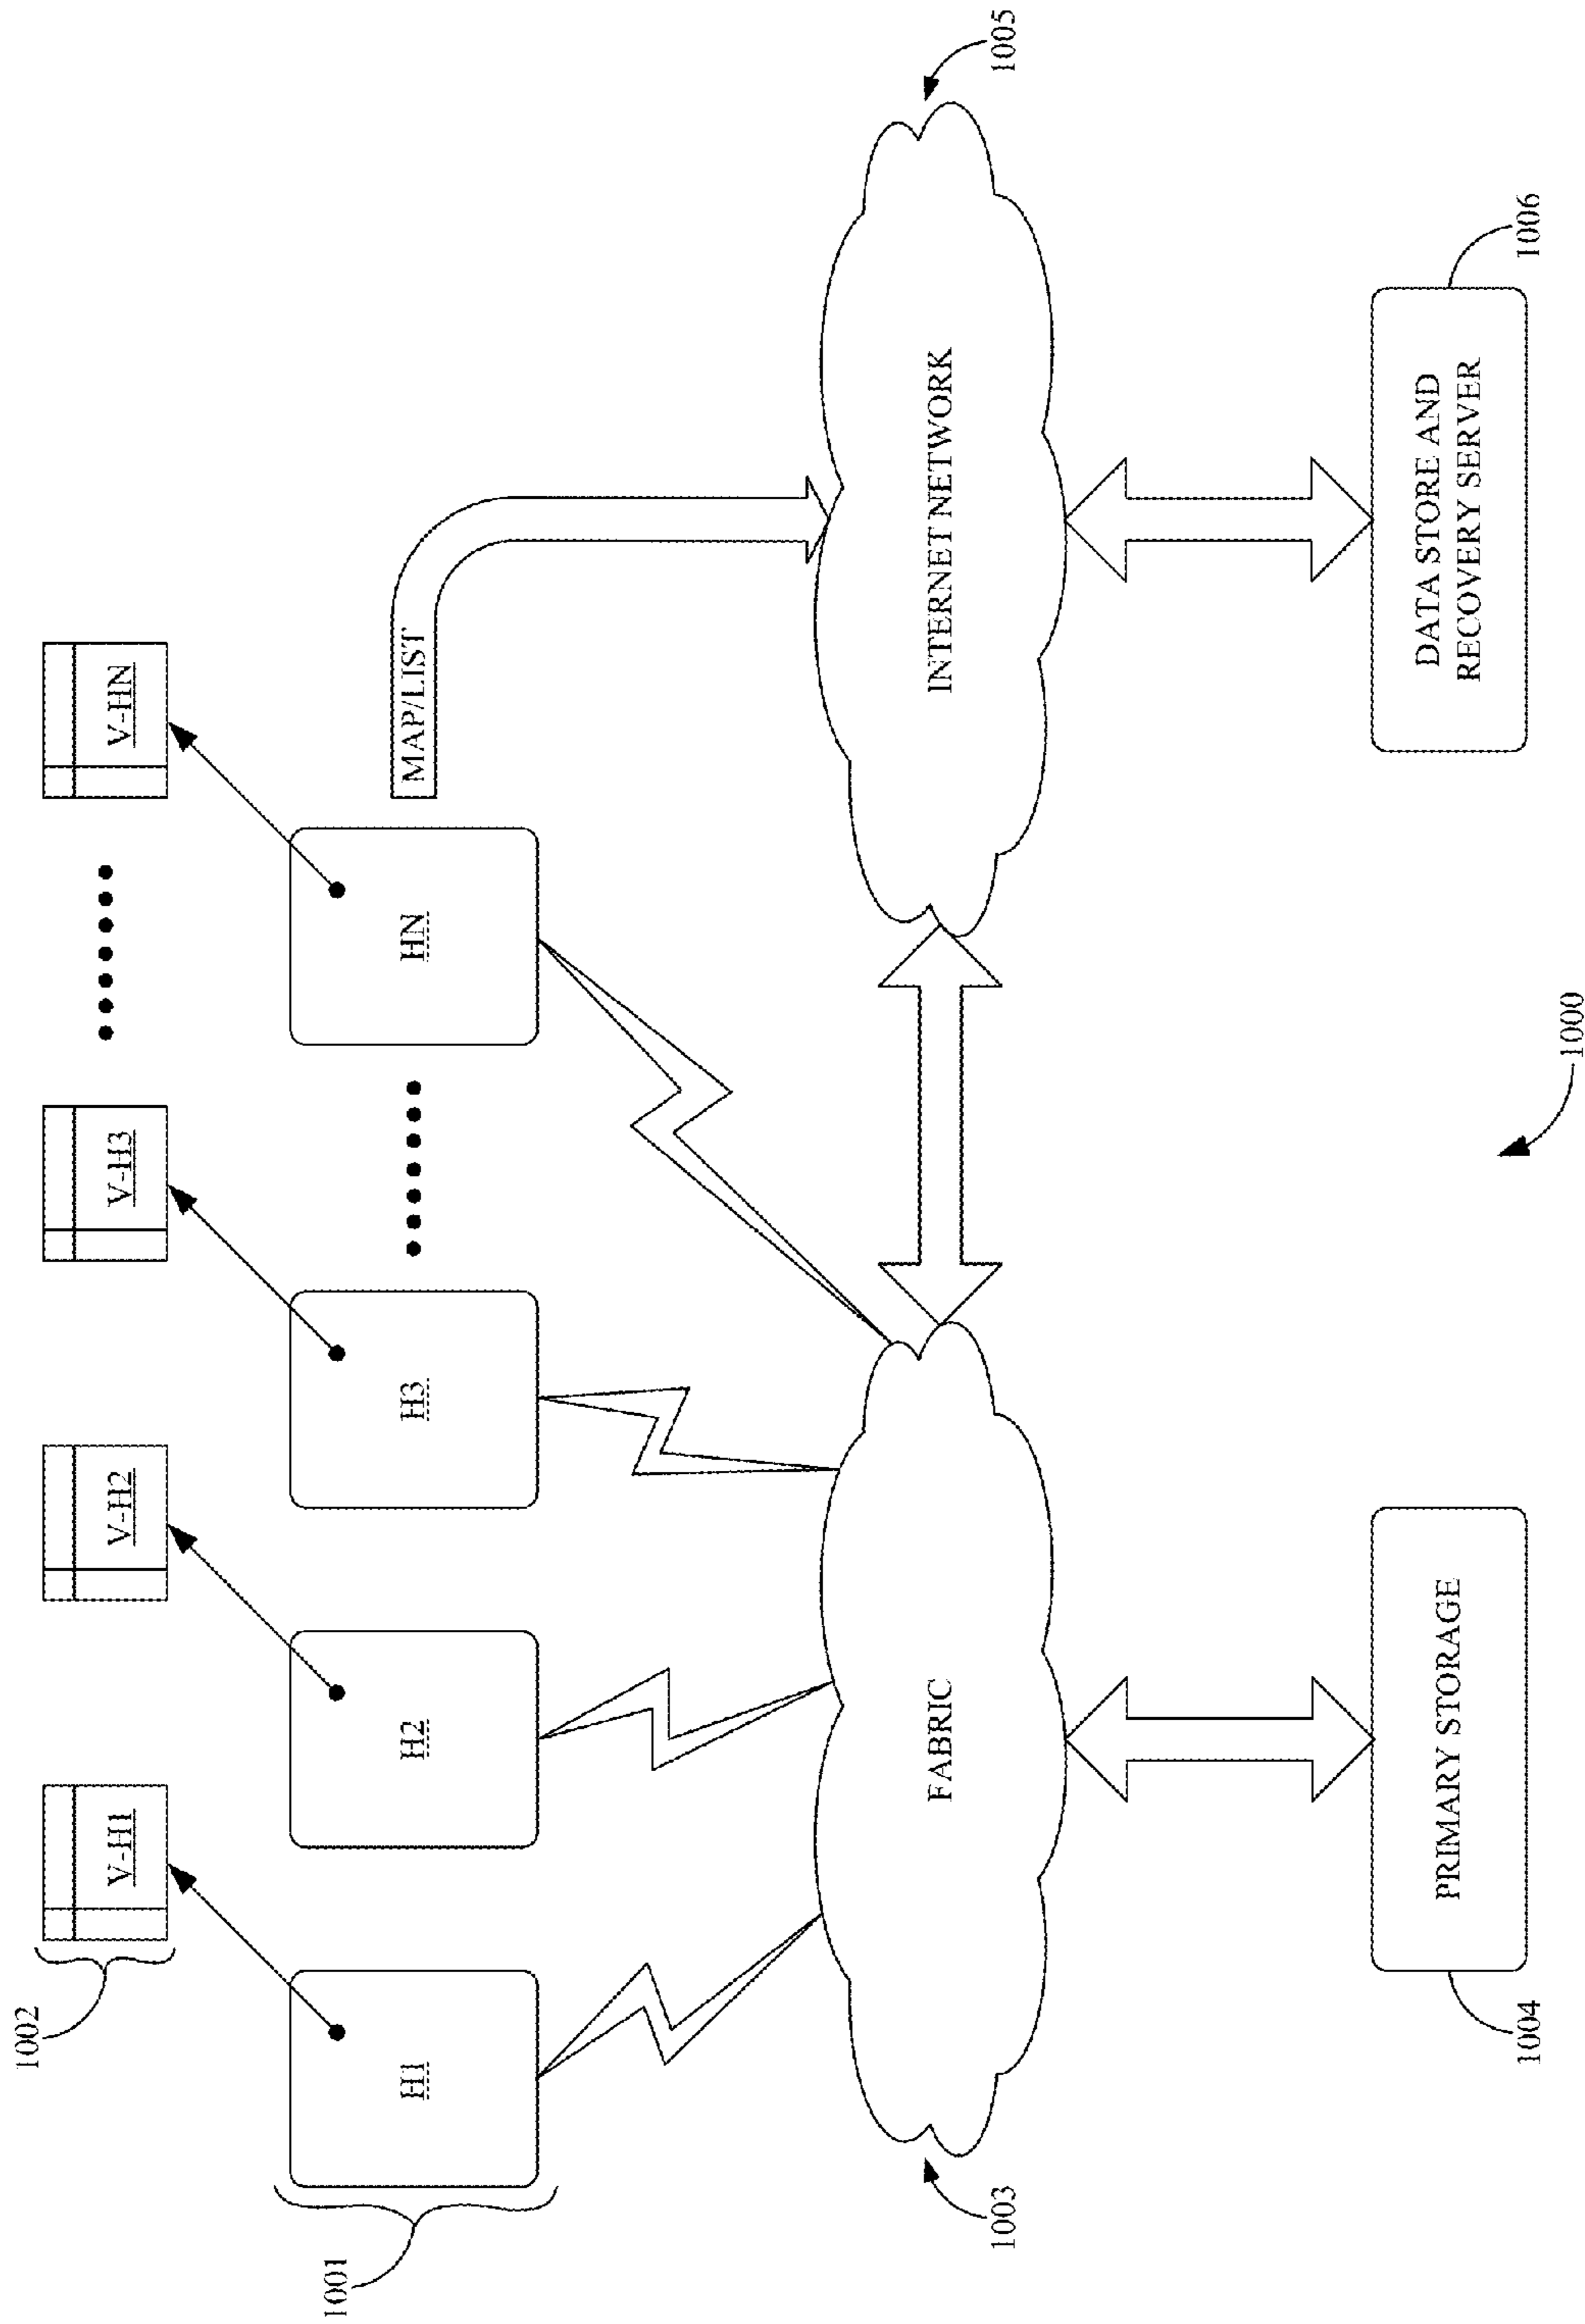 1002
V-H1
V-H2
V-H3
V-HN
1001
H1
H2
H3
HN
MAP/LIST
1003
FABRIC
INTERNET NETWORK
1005
1004
PRIMARY STORAGE
DATA STORE AND
RECOVERY SERVER
1006
1000